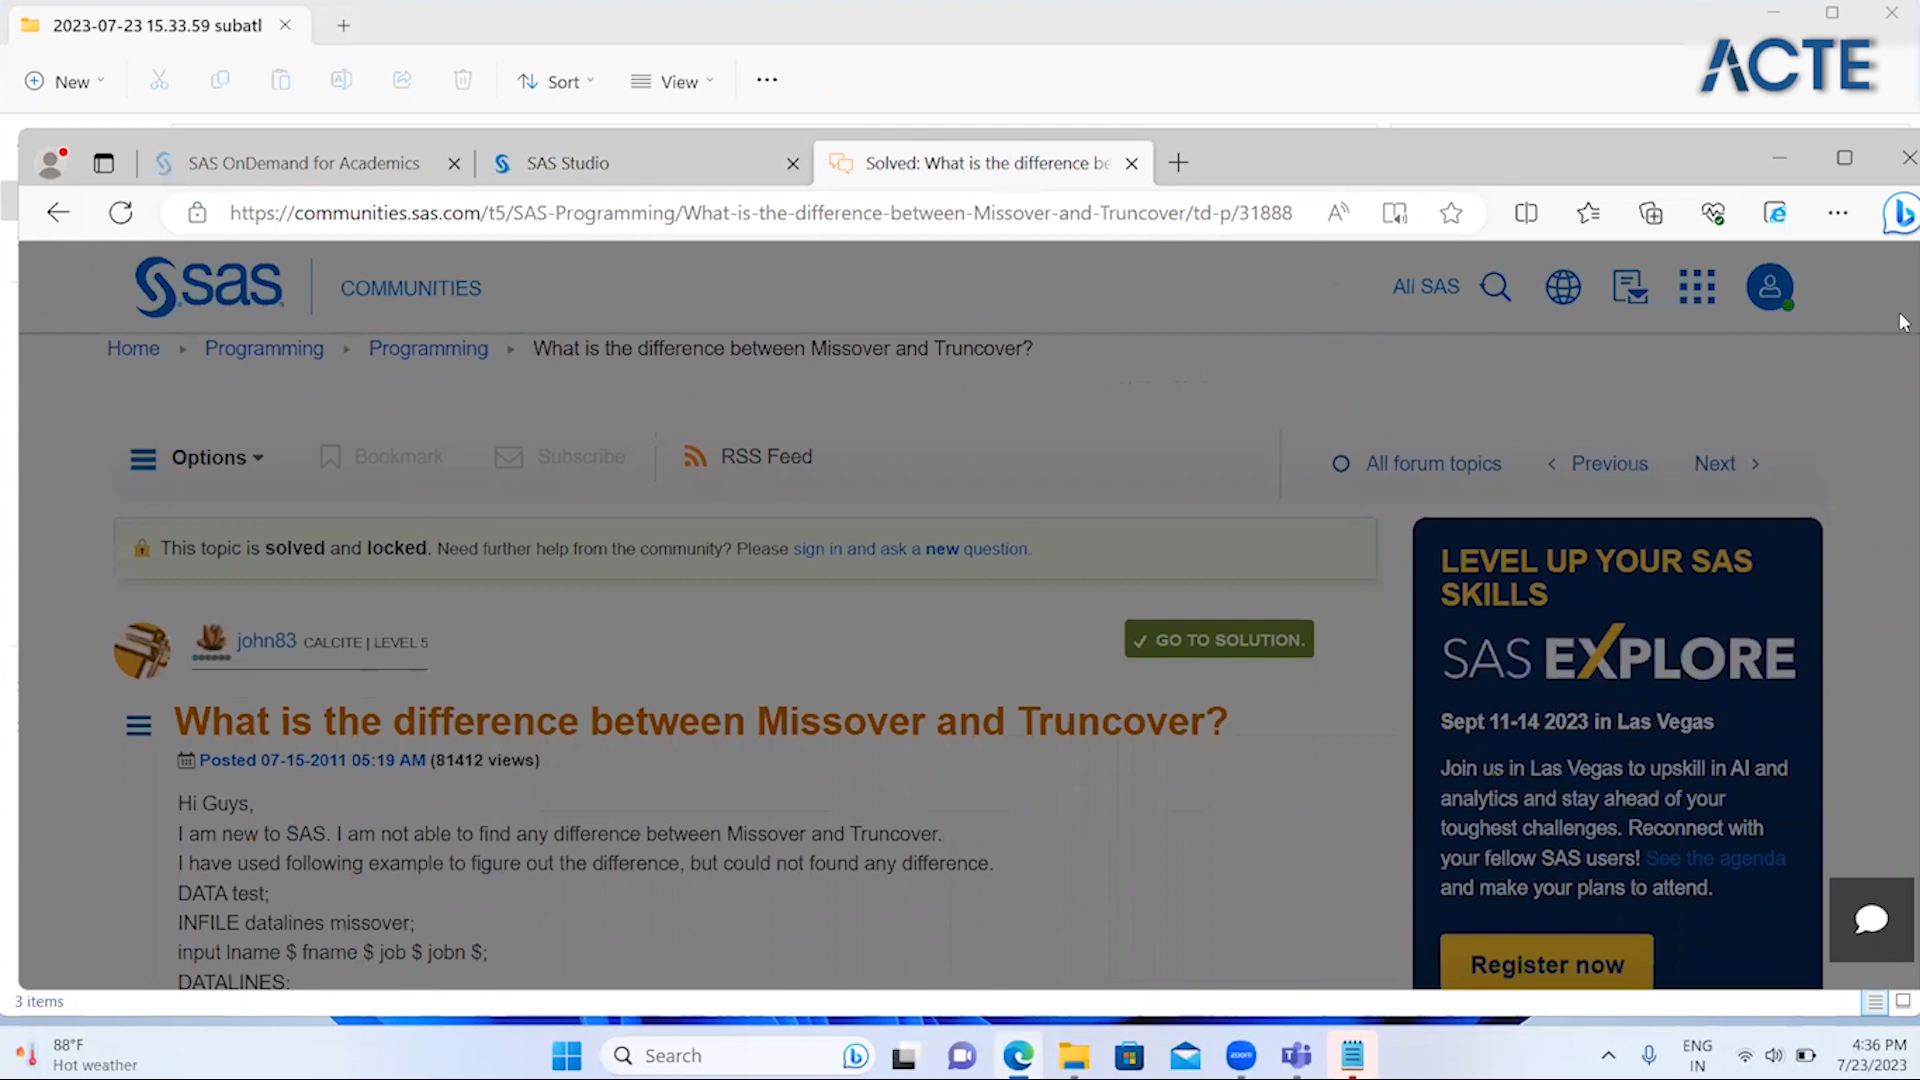 2023-07-23 15.33.59 subatl
ACTE
New
Sort
View
SAS OnDemand for Academics
SAS Studio
Solved: What is the difference be
https://communities.sas.com/t5/SAS-Programming/What-is-the-difference-between-Missover-and-Truncover/td-p/31888
sas
COMMUNITIES
All SAS
Home
Programming
Programming
What is the difference between Missover and Truncover?
Options
Bookmark
Subscribe
RSS Feed
All forum topics
Previous
Next
This topic is solved and locked. Need further help from the community? Please sign in and ask a new question.
john83 CALCITE | LEVEL 5
GO TO SOLUTION.
What is the difference between Missover and Truncover?
Posted 07-15-2011 05:19 AM (81412 views)
Hi Guys,
I am new to SAS. I am not able to find any difference between Missover and Truncover.
I have used following example to figure out the difference, but could not found any difference.
DATA test;
INFILE datalines missover;
input lname $ fname $ job $ jobn $;
DATALINES;
LEVEL UP YOUR SAS
SKILLS
SAS EXPLORE
Sept 11-14 2023 in Las Vegas
Join us in Las Vegas to upskill in AI and
analytics and stay ahead of your
toughest challenges. Reconnect with
your fellow SAS users! See the agenda
and make your plans to attend.
Register now
3 items
88°F
Hot weather
Search
zoom
ENG
IN
4:36 PM
7/23/2023